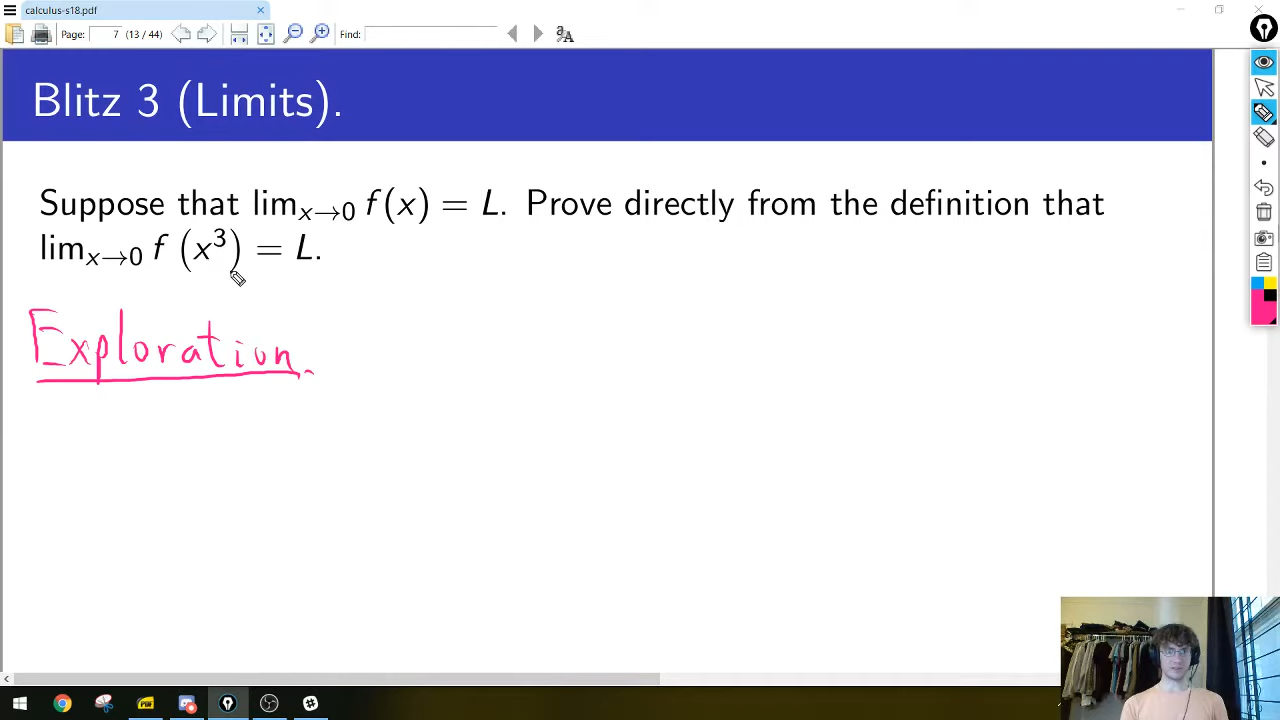 calculus-s18.pdf
Page: 7 (13 / 44) Find:
Blitz 3 (Limits).
Suppose that lim_{x→0} f(x) = L. Prove directly from the definition that
lim_{x→0} f (x³) = L.
Exploration.